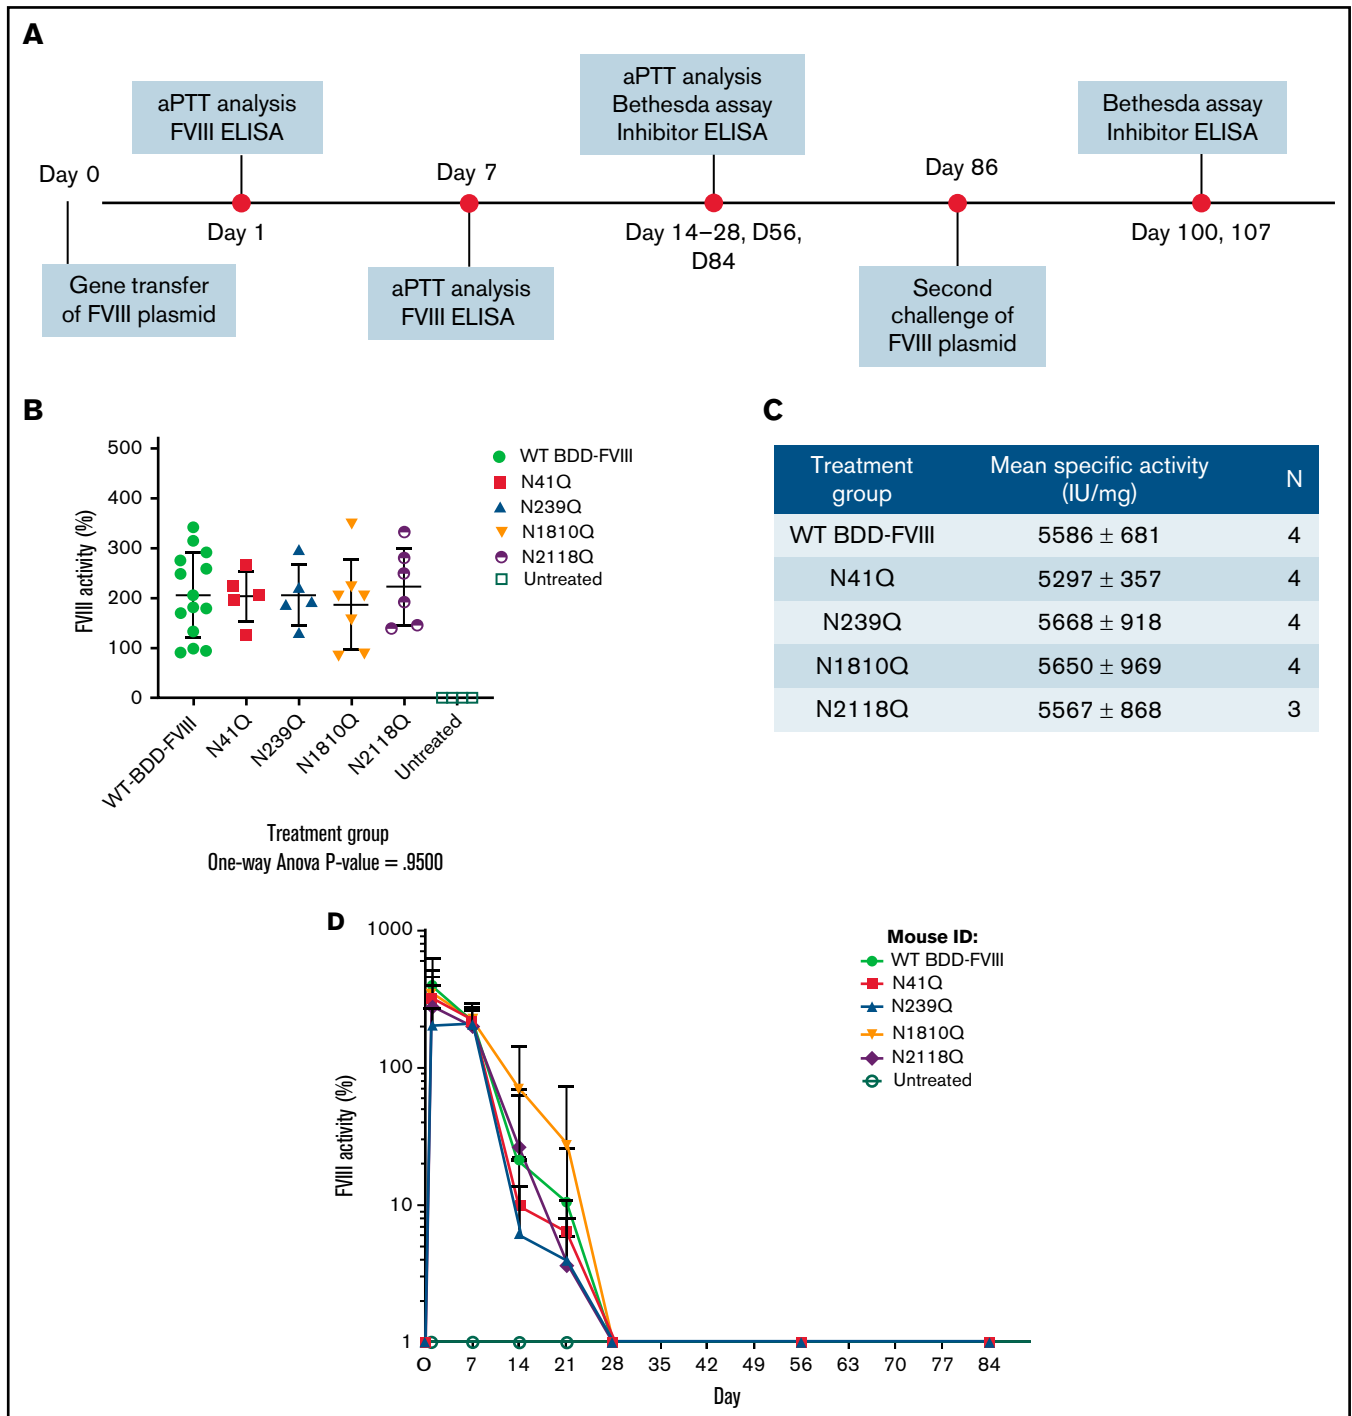 A
aPTT analysis
FVIII ELISA
aPTT analysis
Bethesda assay
Inhibitor ELISA
Bethesda assay
Inhibitor ELISA
Day 0
Day 7
Day 86
Day 1
Day 14–28, D56,
D84
Day 100, 107
Gene transfer
of FVIII plasmid
aPTT analysis
FVIII ELISA
Second
challenge of
FVIII plasmid
B
FVIII activity (%)
500
400
300
200
100
0
WT-BDD-FVIII
N41Q
N239Q
N1810Q
N2118Q
Untreated
Treatment group
One-way Anova P-value = .9500
WT BDD-FVIII
N41Q
N239Q
N1810Q
N2118Q
Untreated
C
Treatment group Mean specific activity (IU/mg) N
WT BDD-FVIII 5586 ± 681 4
N41Q 5297 ± 357 4
N239Q 5668 ± 918 4
N1810Q 5650 ± 969 4
N2118Q 5567 ± 868 3
D
FVIII activity (%)
1000
100
10
1
0 7 14 21 28 35 42 49 56 63 70 77 84
Day
Mouse ID:
WT BDD-FVIII
N41Q
N239Q
N1810Q
N2118Q
Untreated